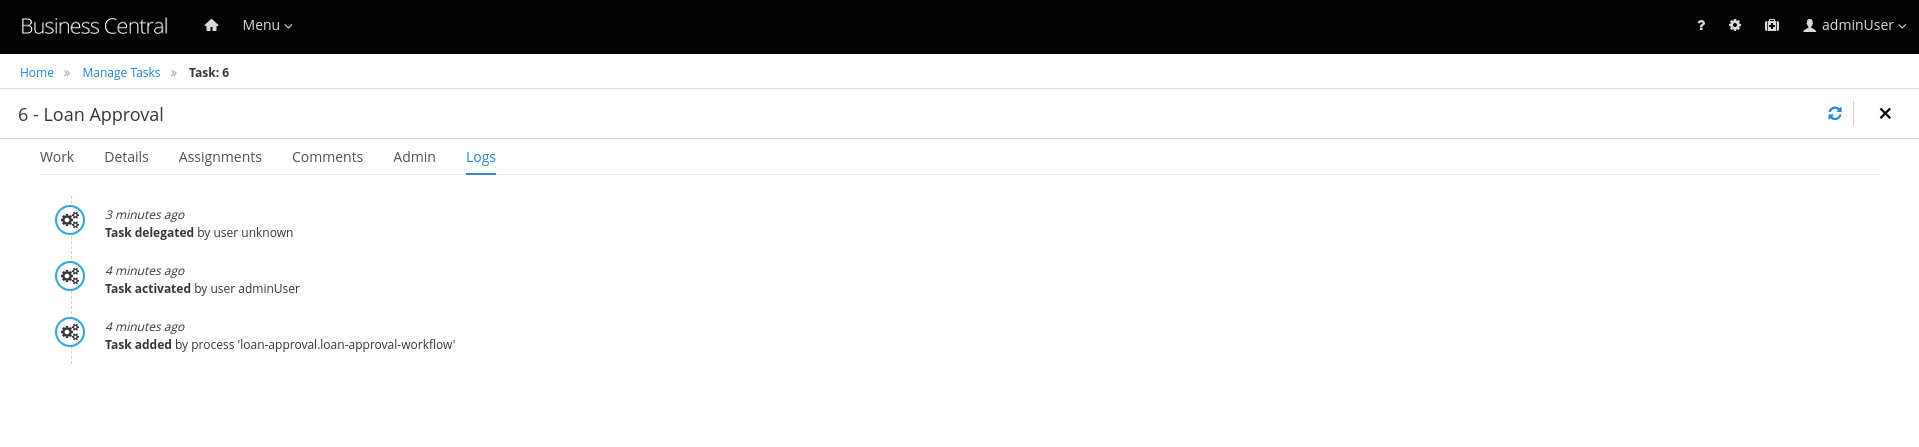 Business Central Menu ? adminUser
Home » Manage Tasks » Task: 6
6 - Loan Approval
Work Details Assignments Comments Admin Logs
3 minutes ago
Task delegated by user unknown
4 minutes ago
Task activated by user adminUser
4 minutes ago
Task added by process 'loan-approval.loan-approval-workflow'